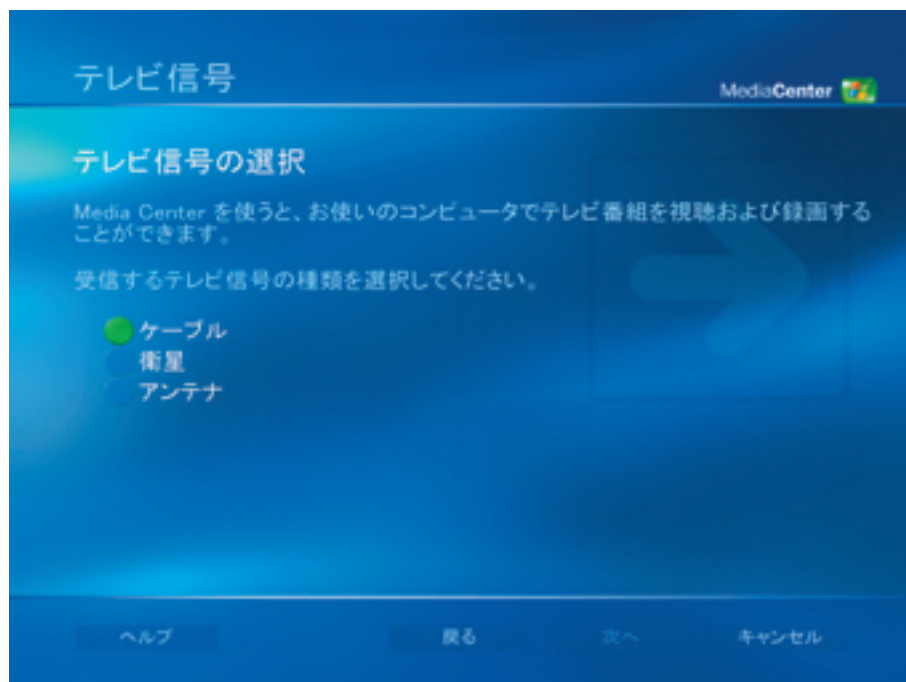 テレビ信号
MediaCenter
テレビ信号の選択
Media Center を使うと、お使いのコンピュータでテレビ番組を視聴および録画する
ことができます。
受信するテレビ信号の種類を選択してください。
ケーブル
衛星
アンテナ
ヘルプ 戻る 次へ キャンセル